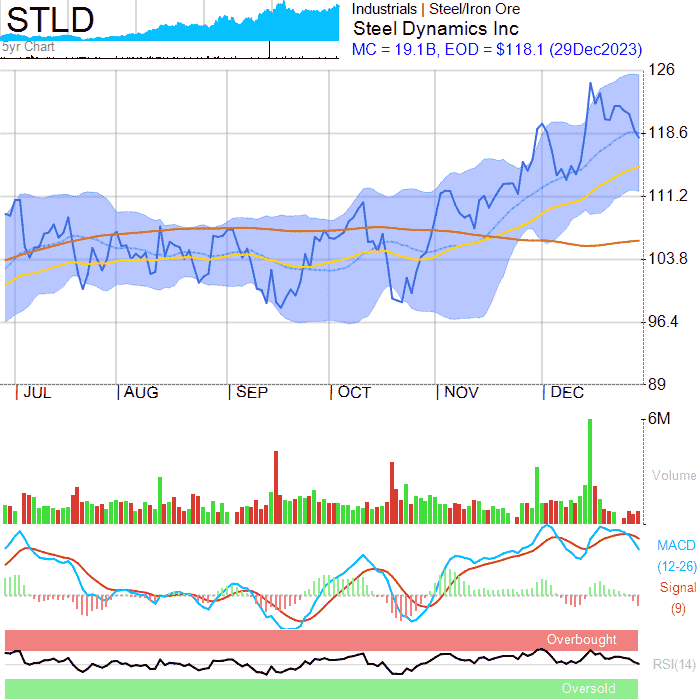 STLD
5yr Chart
Industrials | Steel/Iron Ore
Steel Dynamics Inc
MC = 19.1B, EOD = $118.1 (29Dec2023)
126
118.6
111.2
103.8
96.4
89
JUL AUG SEP OCT NOV DEC
6M
Volume
MACD
(12-26)
Signal
(9)
Overbought
RSI(14)
Oversold